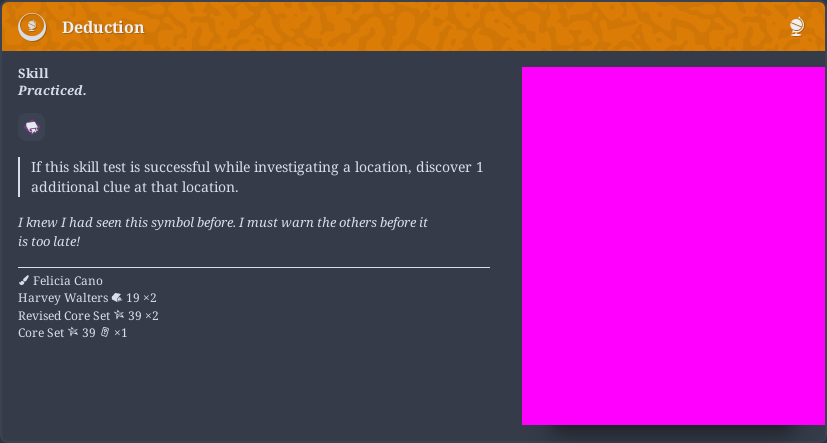 Deduction
Skill
Practiced.
If this skill test is successful while investigating a location, discover 1
additional clue at that location.
I knew I had seen this symbol before. I must warn the others before it
is too late!
Felicia Cano
Harvey Walters 19 ×2
Revised Core Set 39 ×2
Core Set 39 ×1